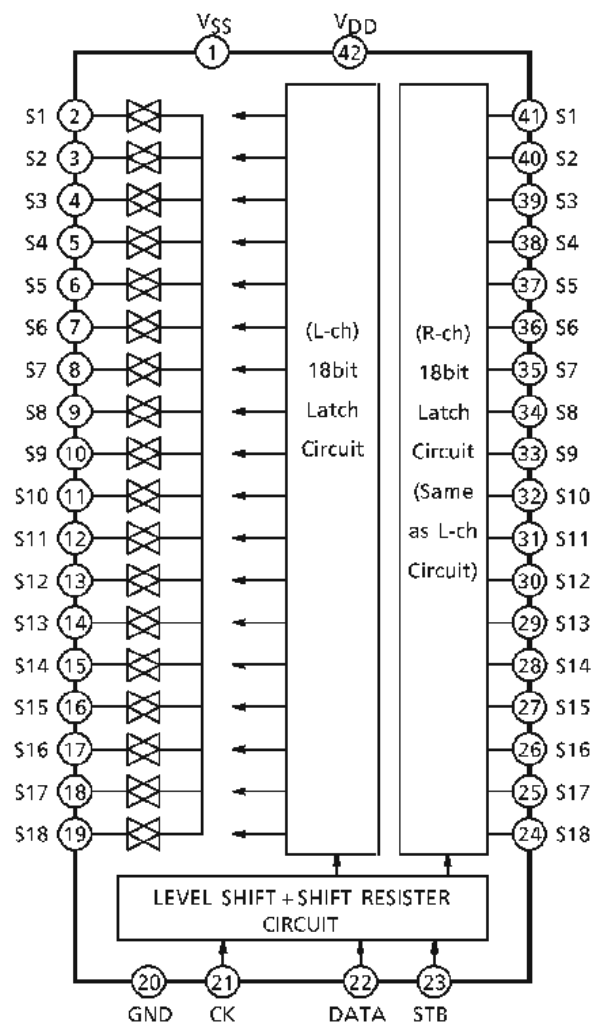 VSS VDD
1 42
S1 2 41 S1
S2 3 40 S2
S3 4 39 S3
S4 5 38 S4
S5 6 37 S5
S6 7 (L-ch) (R-ch) 36 S6
S7 8 18bit 18bit 35 S7
S8 9 Latch Latch 34 S8
S9 10 Circuit Circuit 33 S9
S10 11 (Same 32 S10
S11 12 as L-ch 31 S11
S12 13 Circuit) 30 S12
S13 14 29 S13
S14 15 28 S14
S15 16 27 S15
S16 17 26 S16
S17 18 25 S17
S18 19 24 S18
LEVEL SHIFT + SHIFT RESISTER
CIRCUIT
20 21 22 23
GND CK DATA STB